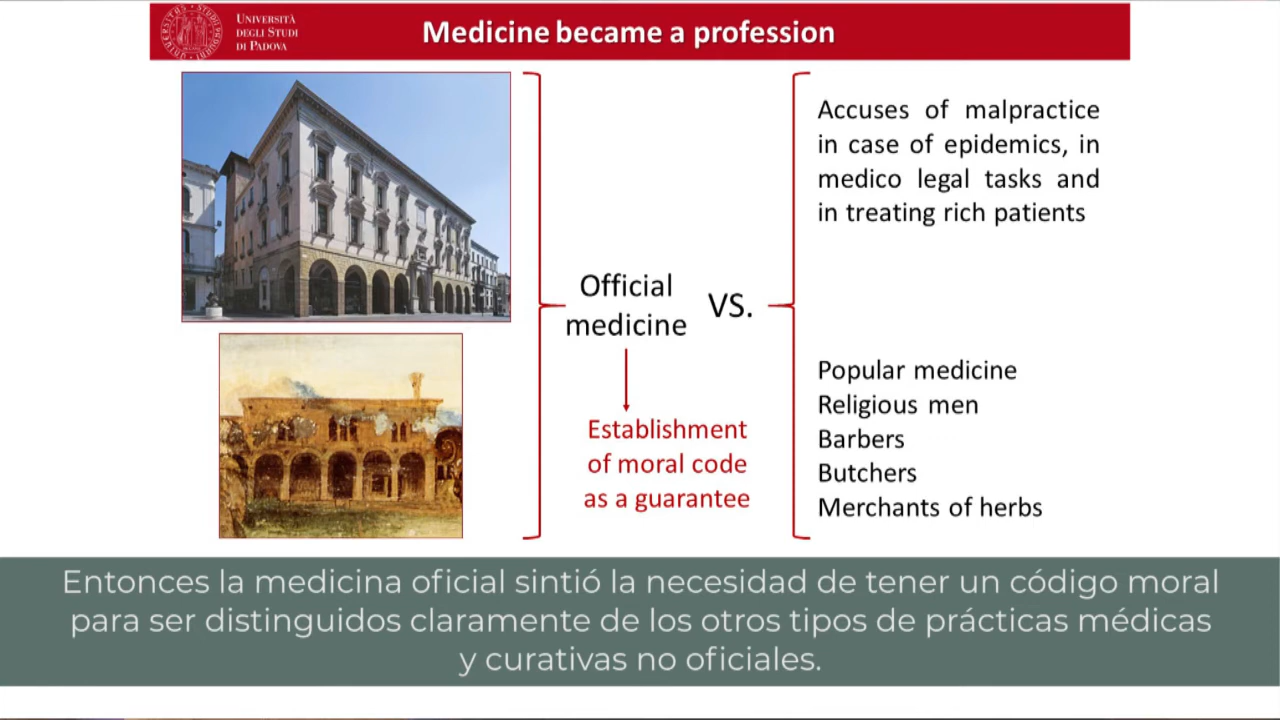 UNIVERSITÀ
DEGLI STUDI
DI PADOVA
Medicine became a profession
Official
medicine
VS.
Establishment
of moral code
as a guarantee
Accuses of malpractice
in case of epidemics, in
medico legal tasks and
in treating rich patients
Popular medicine
Religious men
Barbers
Butchers
Merchants of herbs
Entonces la medicina oficial sintió la necesidad de tener un código moral
para ser distinguidos claramente de los otros tipos de prácticas médicas
y curativas no oficiales.